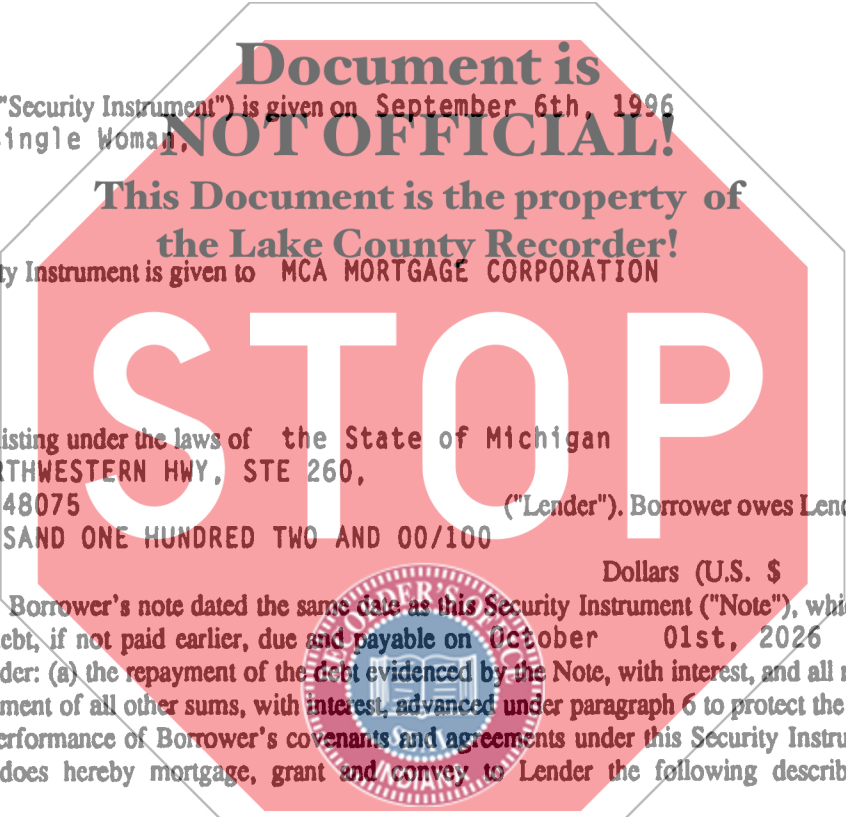 Document is
"Security Instrument") is given on September 6th, 1996
ingle Woman,
NOT OFFICIAL!
This Document is the property of
the Lake County Recorder!
ty Instrument is given to MCA MORTGAGE CORPORATION
STOP
isting under the laws of the State of Michigan
RTHWESTERN HWY, STE 260,
48075 ("Lender"). Borrower owes Lend
SAND ONE HUNDRED TWO AND 00/100
Dollars (U.S. $
Borrower's note dated the same date as this Security Instrument ("Note"), whi
ebt, if not paid earlier, due and payable on October 01st, 2026
der: (a) the repayment of the debt evidenced by the Note, with interest, and all
ment of all other sums, with interest, advanced under paragraph 6 to protect the
erformance of Borrower's covenants and agreements under this Security Instru
does hereby mortgage, grant and convey to Lender the following describ
RECORDER'S OFFICE
SEAL
INDIANA